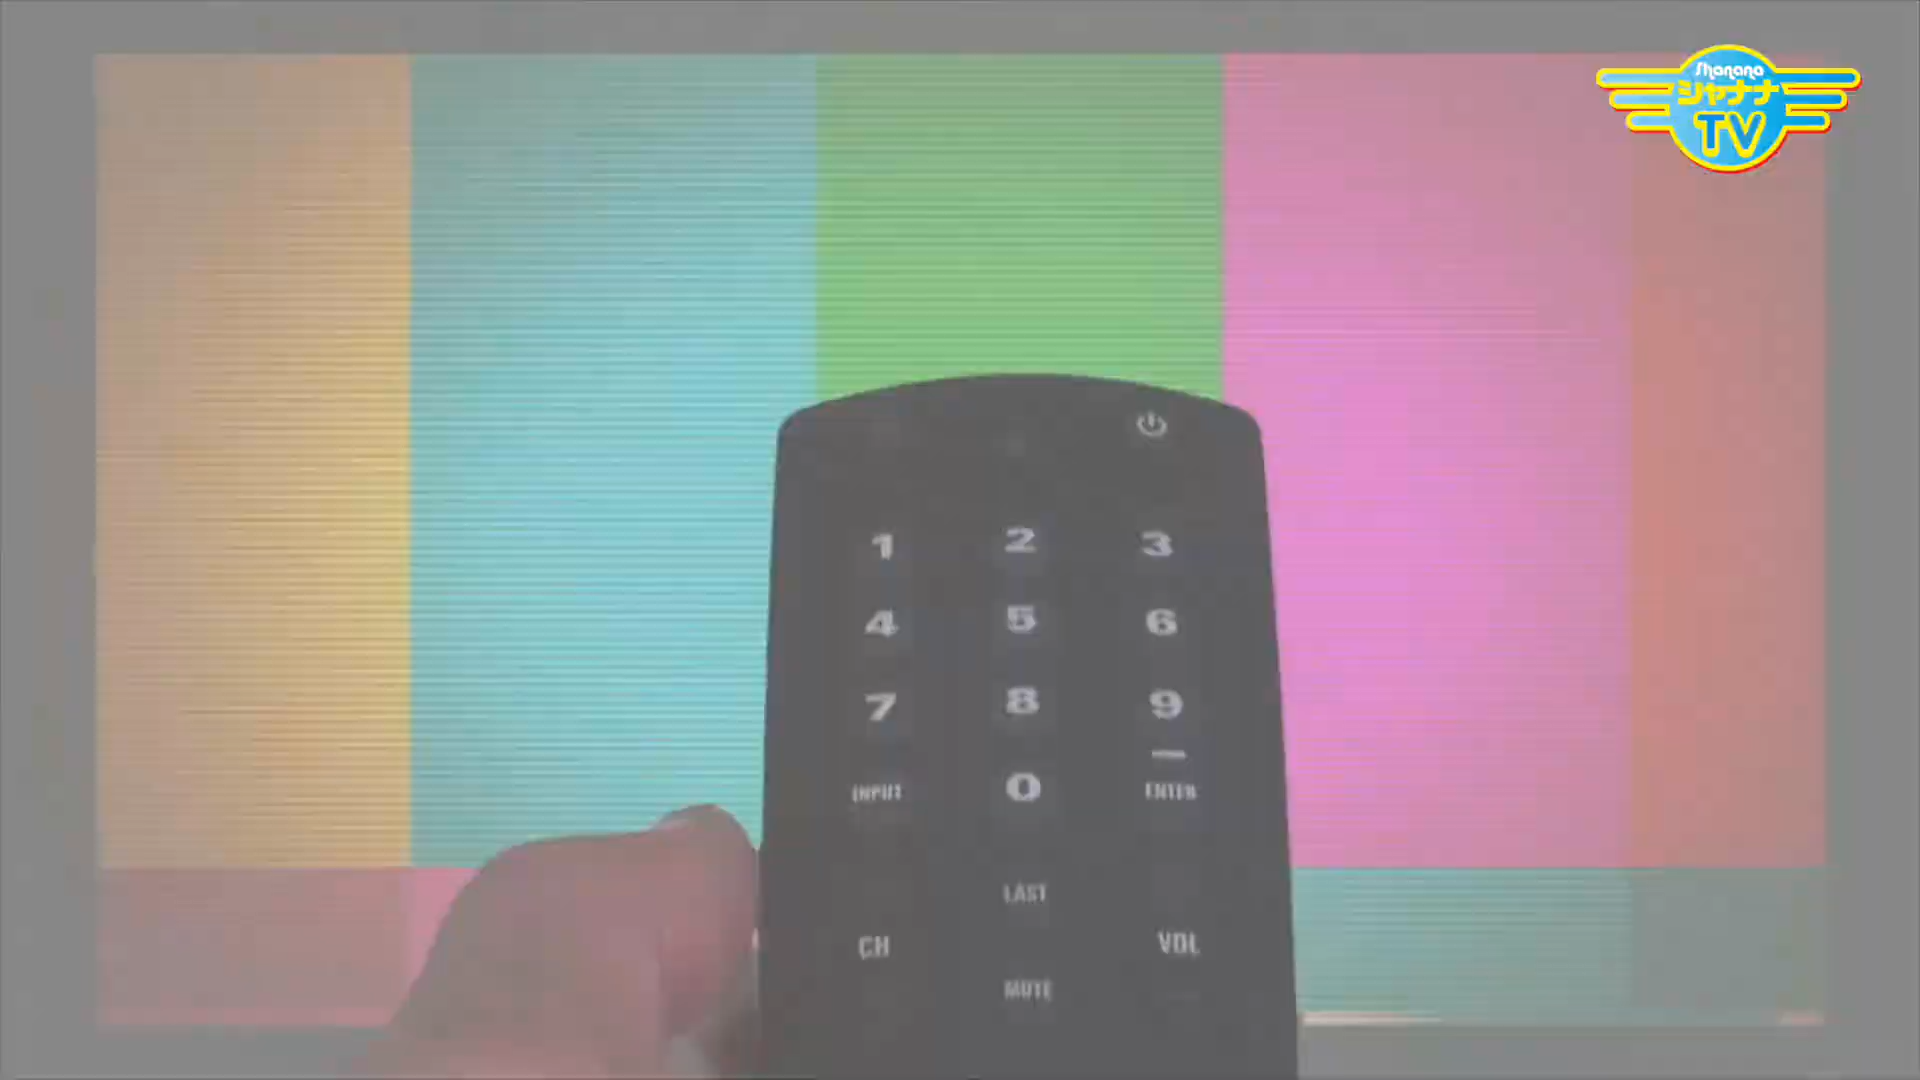 Shanana
シャナナ
TV
1 2 3
4 5 6
7 8 9
INPUT 0 ENTER
LAST
CH VOL
MUTE